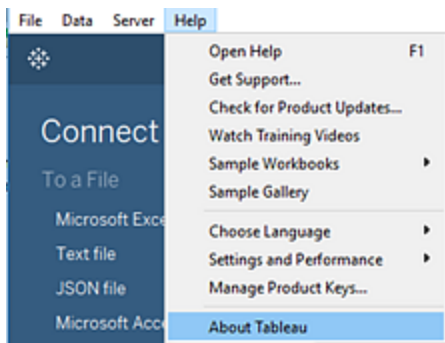 File Data Server Help
Open Help F1
Get Support...
Check for Product Updates...
Watch Training Videos
Sample Workbooks
Sample Gallery
Choose Language
Settings and Performance
Manage Product Keys...
About Tableau
Connect
To a File
Microsoft Exce
Text file
JSON file
Microsoft Acce